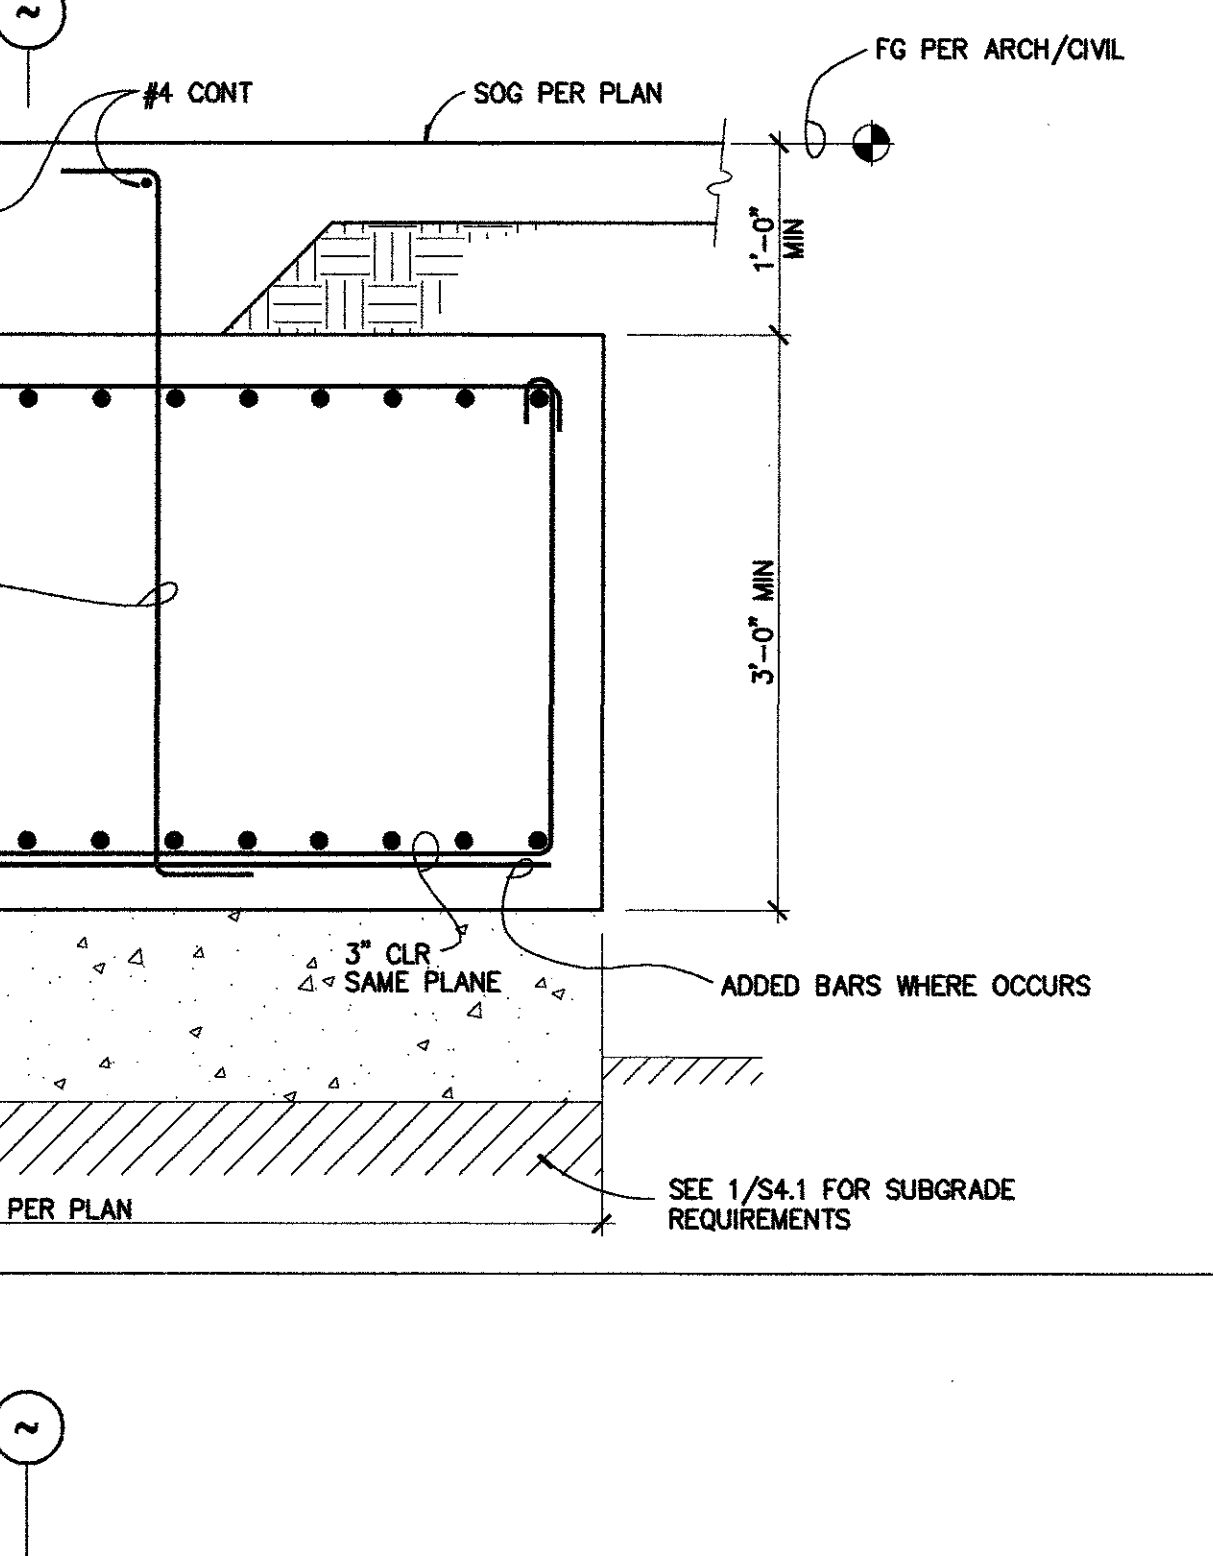 ~
FG PER ARCH/CIVIL
#4 CONT
SOG PER PLAN
1'-0"
MIN
3'-0" MIN
3" CLR
SAME PLANE
ADDED BARS WHERE OCCURS
SEE 1/S4.1 FOR SUBGRADE
REQUIREMENTS
PER PLAN
~